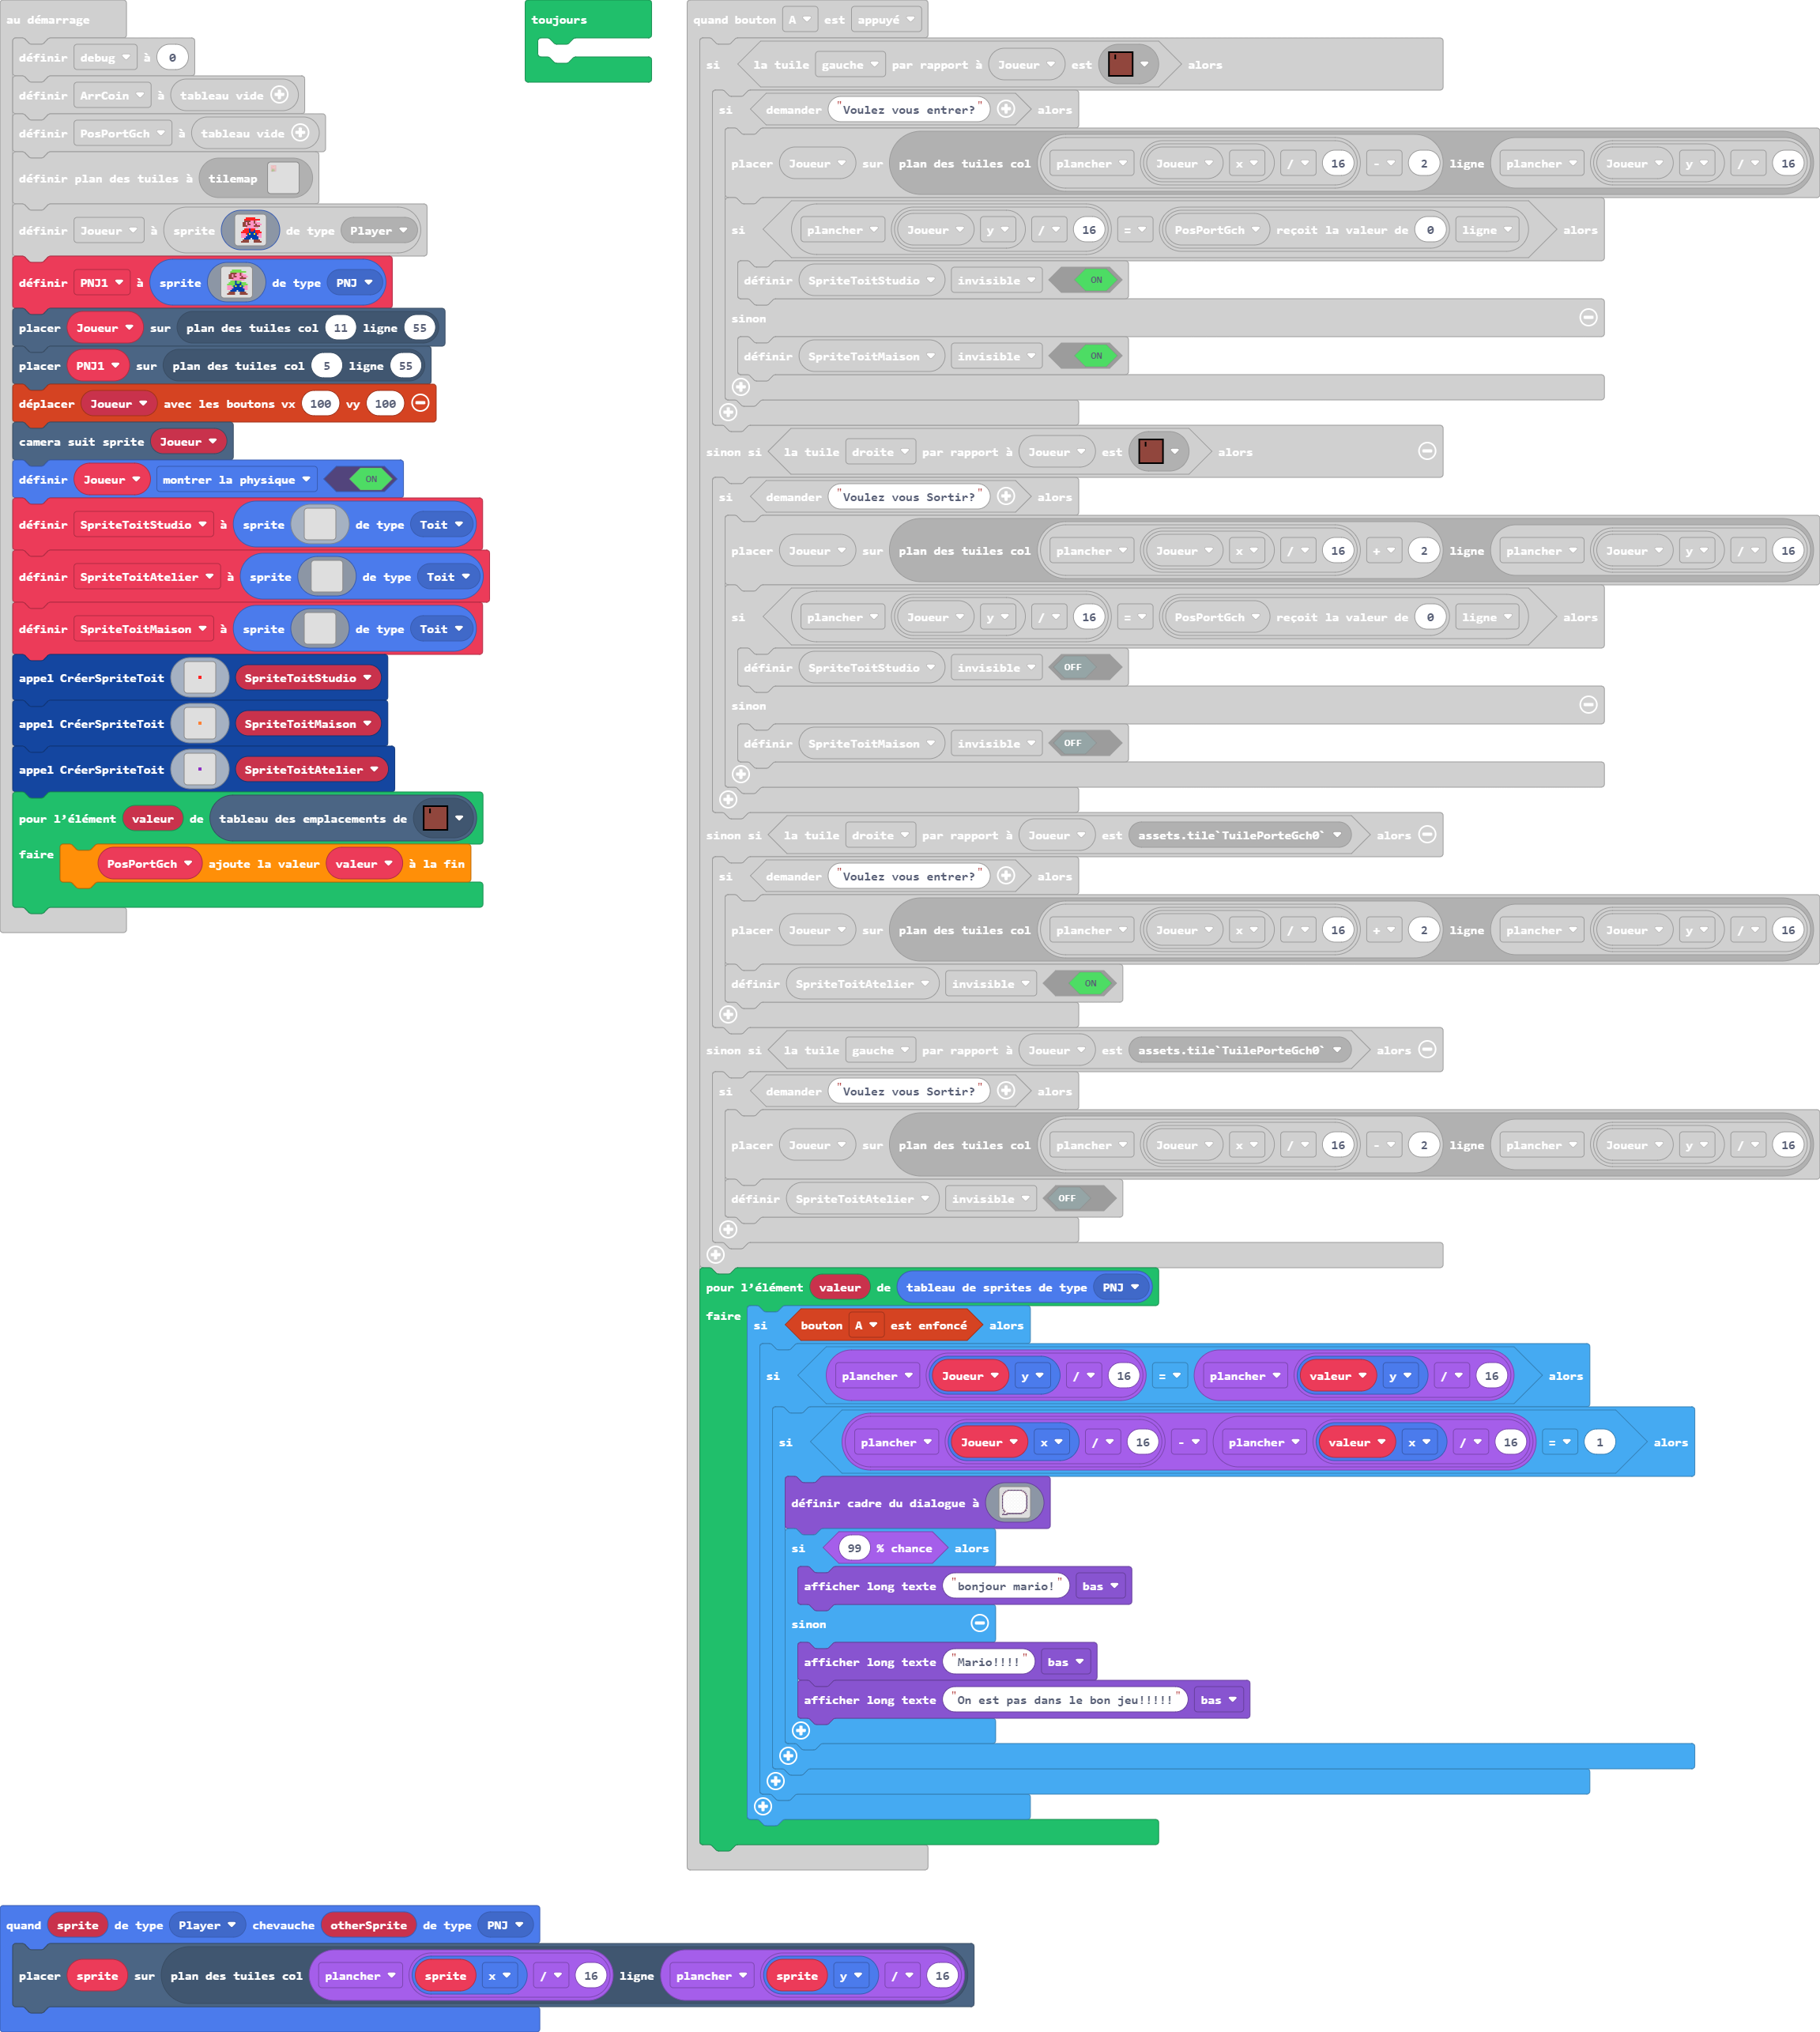 au démarrage
définir debug à 0
définir ArrCoin à tableau vide
définir PosPortGch à tableau vide
définir plan des tuiles à tilemap
définir Joueur à sprite de type Player
définir PNJ1 à sprite de type PNJ
placer Joueur sur plan des tuiles col 11 ligne 55
placer PNJ1 sur plan des tuiles col 5 ligne 55
déplacer Joueur avec les boutons vx 100 vy 100
camera suit sprite Joueur
définir Joueur montrer la physique ON
définir SpriteToitStudio à sprite de type Toit
définir SpriteToitAtelier à sprite de type Toit
définir SpriteToitMaison à sprite de type Toit
appel CréerSpriteToit SpriteToitStudio
appel CréerSpriteToit SpriteToitMaison
appel CréerSpriteToit SpriteToitAtelier
pour l'élément valeur de tableau des emplacements de
faire PosPortGch ajoute la valeur valeur à la fin
toujours
quand bouton A est appuyé
si la tuile gauche par rapport à Joueur est alors
si demander "Voulez vous entrer?" alors
placer Joueur sur plan des tuiles col plancher Joueur x / 16 - 2 ligne plancher Joueur y / 16
si plancher Joueur y / 16 = PosPortGch reçoit la valeur de 0 ligne alors
définir SpriteToitStudio invisible ON
sinon
définir SpriteToitMaison invisible ON
sinon si la tuile droite par rapport à Joueur est alors
si demander "Voulez vous Sortir?" alors
placer Joueur sur plan des tuiles col plancher Joueur x / 16 + 2 ligne plancher Joueur y / 16
si plancher Joueur y / 16 = PosPortGch reçoit la valeur de 0 ligne alors
définir SpriteToitStudio invisible OFF
sinon
définir SpriteToitMaison invisible OFF
sinon si la tuile droite par rapport à Joueur est assets.tile`TuilePorteGch0` alors
si demander "Voulez vous entrer?" alors
placer Joueur sur plan des tuiles col plancher Joueur x / 16 + 2 ligne plancher Joueur y / 16
définir SpriteToitAtelier invisible ON
sinon si la tuile gauche par rapport à Joueur est assets.tile`TuilePorteGch0` alors
si demander "Voulez vous Sortir?" alors
placer Joueur sur plan des tuiles col plancher Joueur x / 16 - 2 ligne plancher Joueur y / 16
définir SpriteToitAtelier invisible OFF
pour l'élément valeur de tableau de sprites de type PNJ
faire si bouton A est enfoncé alors
si plancher Joueur y / 16 = plancher valeur y / 16 alors
si plancher Joueur x / 16 - plancher valeur x / 16 = 1 alors
définir cadre du dialogue à
si 99 % chance alors
afficher long texte "bonjour mario!" bas
sinon
afficher long texte "Mario!!!!" bas
afficher long texte "On est pas dans le bon jeu!!!!!" bas
quand sprite de type Player chevauche otherSprite de type PNJ
placer sprite sur plan des tuiles col plancher sprite x / 16 ligne plancher sprite y / 16